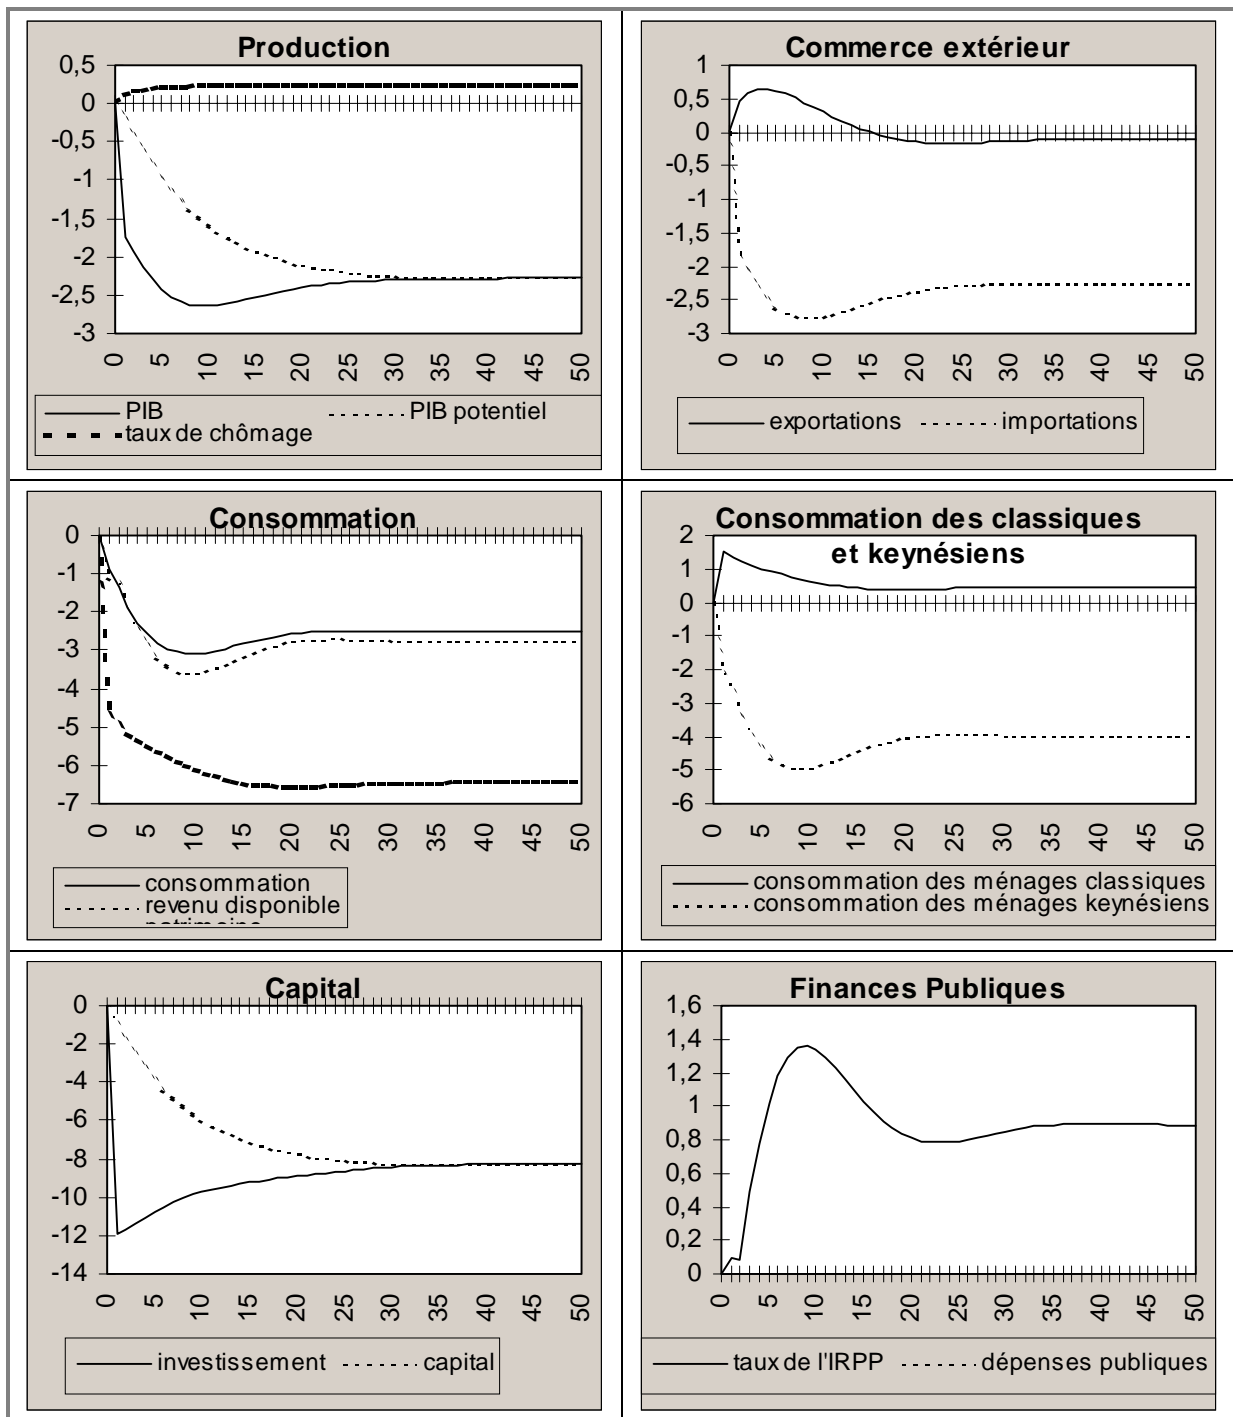 Production
0,5
0
-0,5
-1
-1,5
-2
-2,5
-3
0 5 10 15 20 25 30 35 40 45 50
PIB PIB potentiel
taux de chômage
Commerce extérieur
1
0,5
0
-0,5
-1
-1,5
-2
-2,5
-3
0 5 10 15 20 25 30 35 40 45 50
exportations importations
Consommation
0
-1
-2
-3
-4
-5
-6
-7
0 5 10 15 20 25 30 35 40 45 50
consommation
revenu disponible
patrimoine
Consommation des classiques
et keynésiens
2
1
0
-1
-2
-3
-4
-5
-6
0 5 10 15 20 25 30 35 40 45 50
consommation des ménages classiques
consommation des ménages keynésiens
Capital
0
-2
-4
-6
-8
-10
-12
-14
0 5 10 15 20 25 30 35 40 45 50
investissement capital
Finances Publiques
1,6
1,4
1,2
1
0,8
0,6
0,4
0,2
0
0 5 10 15 20 25 30 35 40 45 50
taux de l'IRPP dépenses publiques